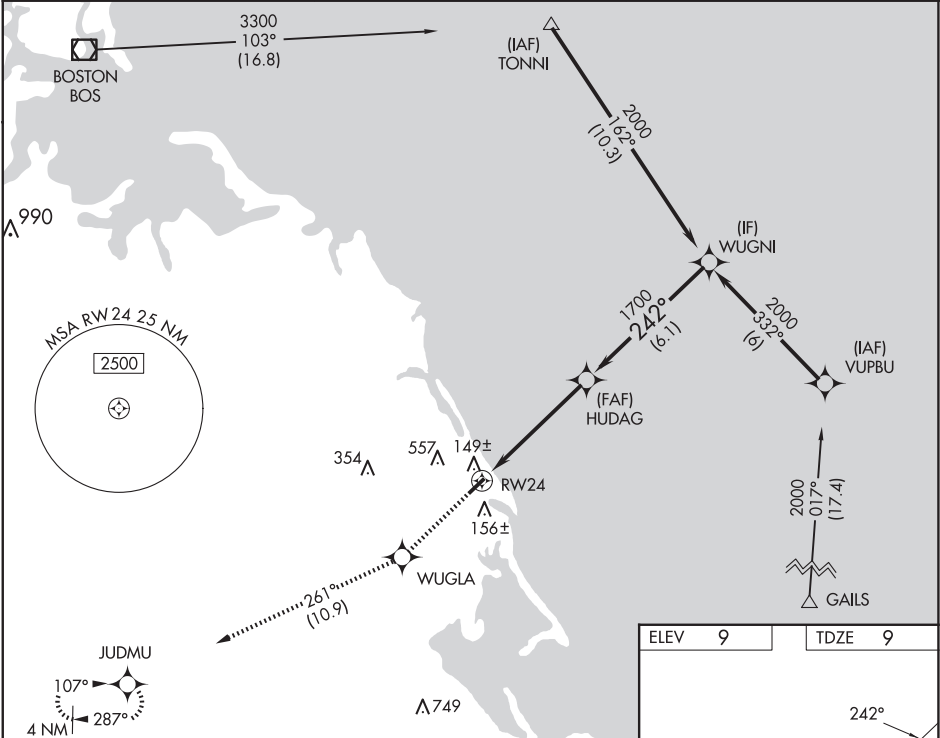 3300
103°
(16.8)
BOSTON
BOS
(IAF)
TONNI
2000
162°
(10.3)
990
(IF)
WUGNI
MSA RW 24 25 NM
2500
1700
242°
(6.1)
2000
332°
(6)
(IAF)
VUPBU
(FAF)
HUDAG
354
557
149±
RW24
156±
2000
017°
(17.4)
WUGLA
261°
(10.9)
GAILS
JUDMU
107°
287°
4 NM
749
ELEV 9
TDZE 9
242°